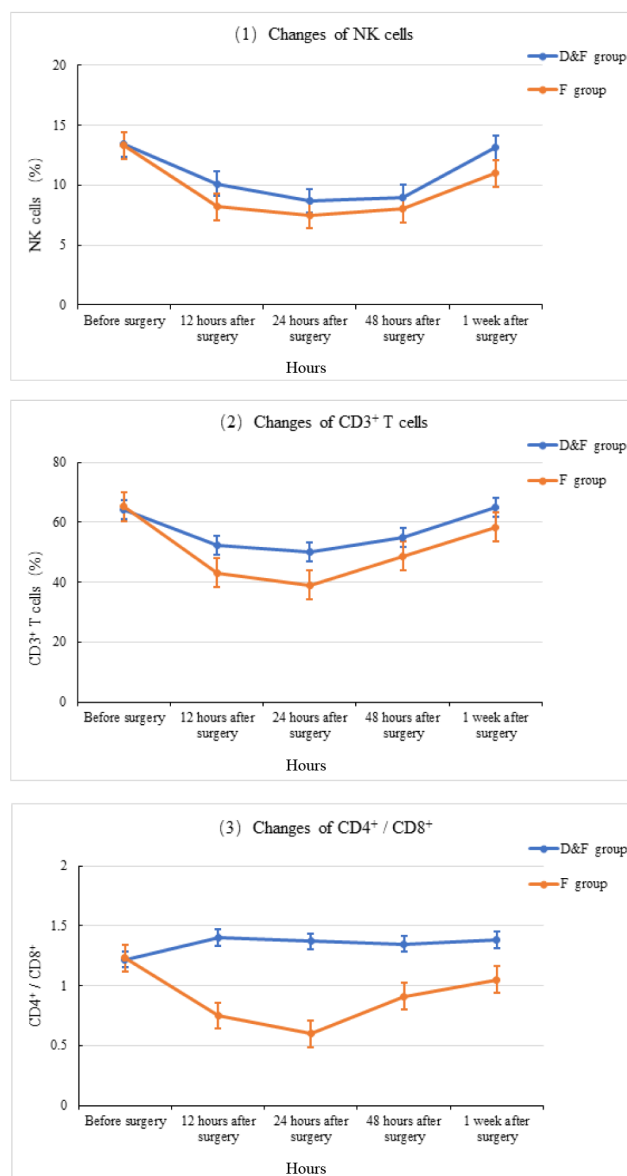 (1) Changes of NK cells
D&F group
F group
20
15
10
5
0
NK cells (%)
Before surgery
12 hours after
surgery
24 hours after
surgery
48 hours after
surgery
1 week after
surgery
Hours
(2) Changes of CD3⁺ T cells
D&F group
F group
80
60
40
20
0
CD3⁺ T cells (%)
Before surgery
12 hours after
surgery
24 hours after
surgery
48 hours after
surgery
1 week after
surgery
Hours
(3) Changes of CD4⁺ / CD8⁺
D&F group
F group
2
1.5
1
0.5
0
CD4⁺ / CD8⁺
Before surgery
12 hours after
surgery
24 hours after
surgery
48 hours after
surgery
1 week after
surgery
Hours